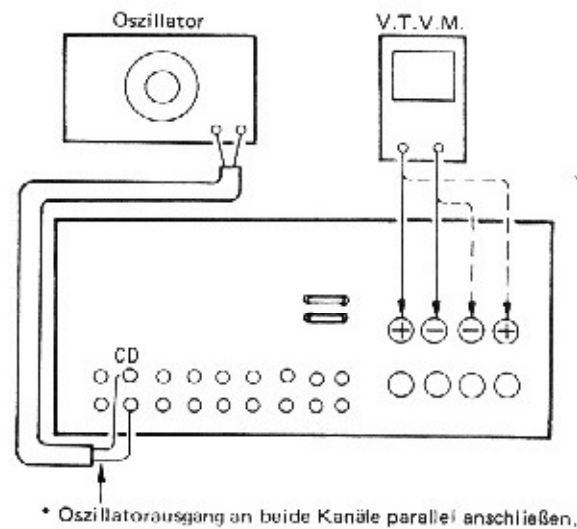 Oszillator
V.T.V.M.
+ − − +
CD
* Oszillatorausgang an beide Kanäle parallel anschließen.